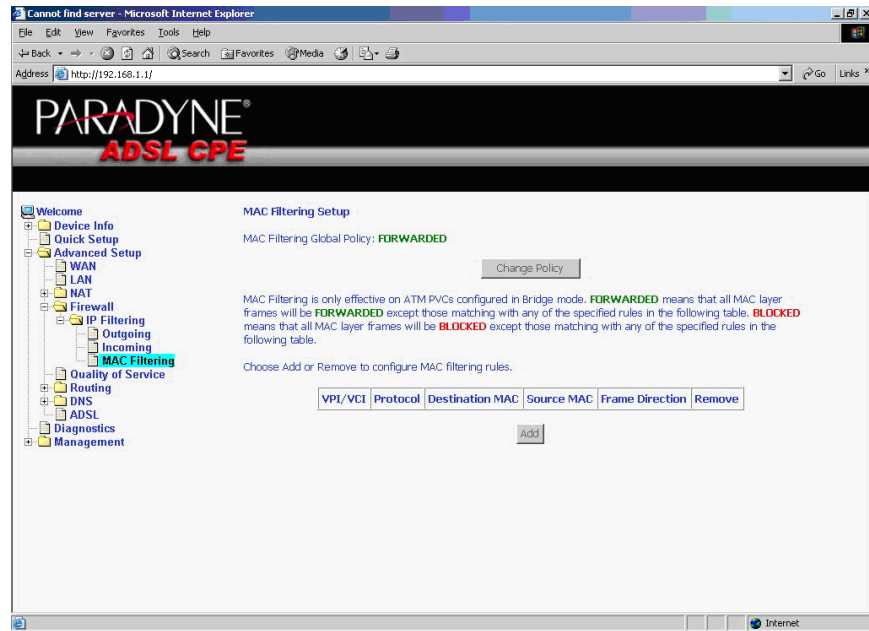 Cannot find server - Microsoft Internet Explorer
File Edit View Favorites Tools Help
Back Search Favorites Media
Address http://192.168.1.1/ Go Links »
PARADYNE®
ADSL CPE
Welcome
Device Info
Quick Setup
Advanced Setup
WAN
LAN
NAT
Firewall
IP Filtering
Outgoing
Incoming
MAC Filtering
Quality of Service
Routing
DNS
ADSL
Diagnostics
Management
MAC Filtering Setup
MAC Filtering Global Policy: FORWARDED
Change Policy
MAC Filtering is only effective on ATM PVCs configured in Bridge mode. FORWARDED means that all MAC layer
frames will be FORWARDED except those matching with any of the specified rules in the following table. BLOCKED
means that all MAC layer frames will be BLOCKED except those matching with any of the specified rules in the
following table.
Choose Add or Remove to configure MAC filtering rules.
VPI/VCI Protocol Destination MAC Source MAC Frame Direction Remove
Add
Internet